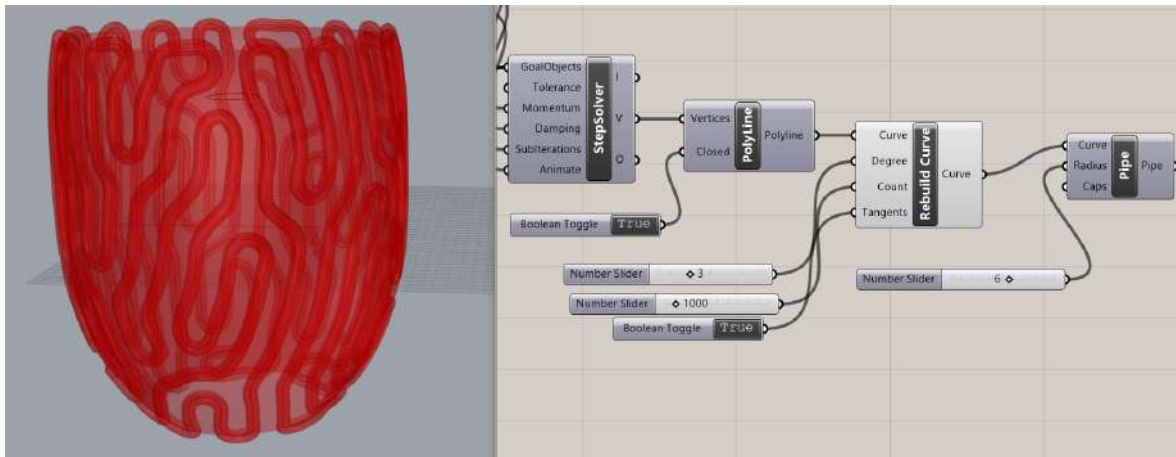 GoalObjects
Tolerance
Momentum
Damping
SubIterations
Animate
StepSolver
I
V
O
Vertices
Closed
PolyLine
Polyline
Curve
Degree
Count
Tangents
Rebuild Curve
Curve
Curve
Radius
Caps
Pipe
Pipe
Boolean Toggle True
Number Slider 3
Number Slider 1000
Boolean Toggle True
Number Slider 6